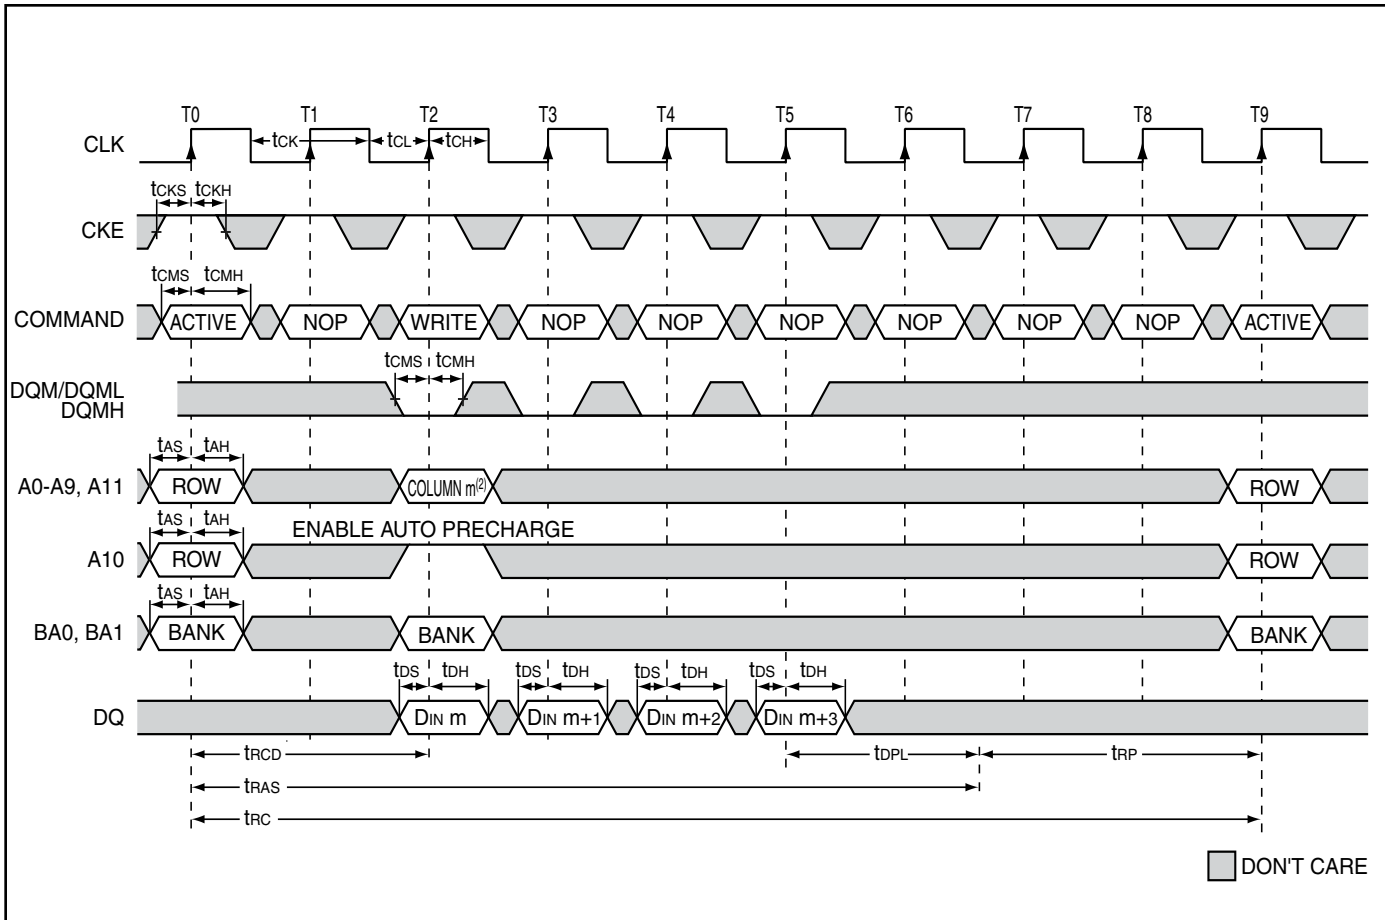 T0 T1 T2 T3 T4 T5 T6 T7 T8 T9
CLK tCK tCL tCH
tCKS tCKH
CKE
tCMS tCMH
COMMAND ACTIVE NOP WRITE NOP NOP NOP NOP NOP NOP ACTIVE
tCMS tCMH
DQM/DQML
DQMH
tAS tAH
A0-A9, A11 ROW COLUMN m(2) ROW
tAS tAH ENABLE AUTO PRECHARGE
A10 ROW ROW
tAS tAH
BA0, BA1 BANK BANK BANK
tDS tDH tDS tDH tDS tDH tDS tDH
DQ DIN m DIN m+1 DIN m+2 DIN m+3
tRCD tDPL tRP
tRAS
tRC
DON'T CARE